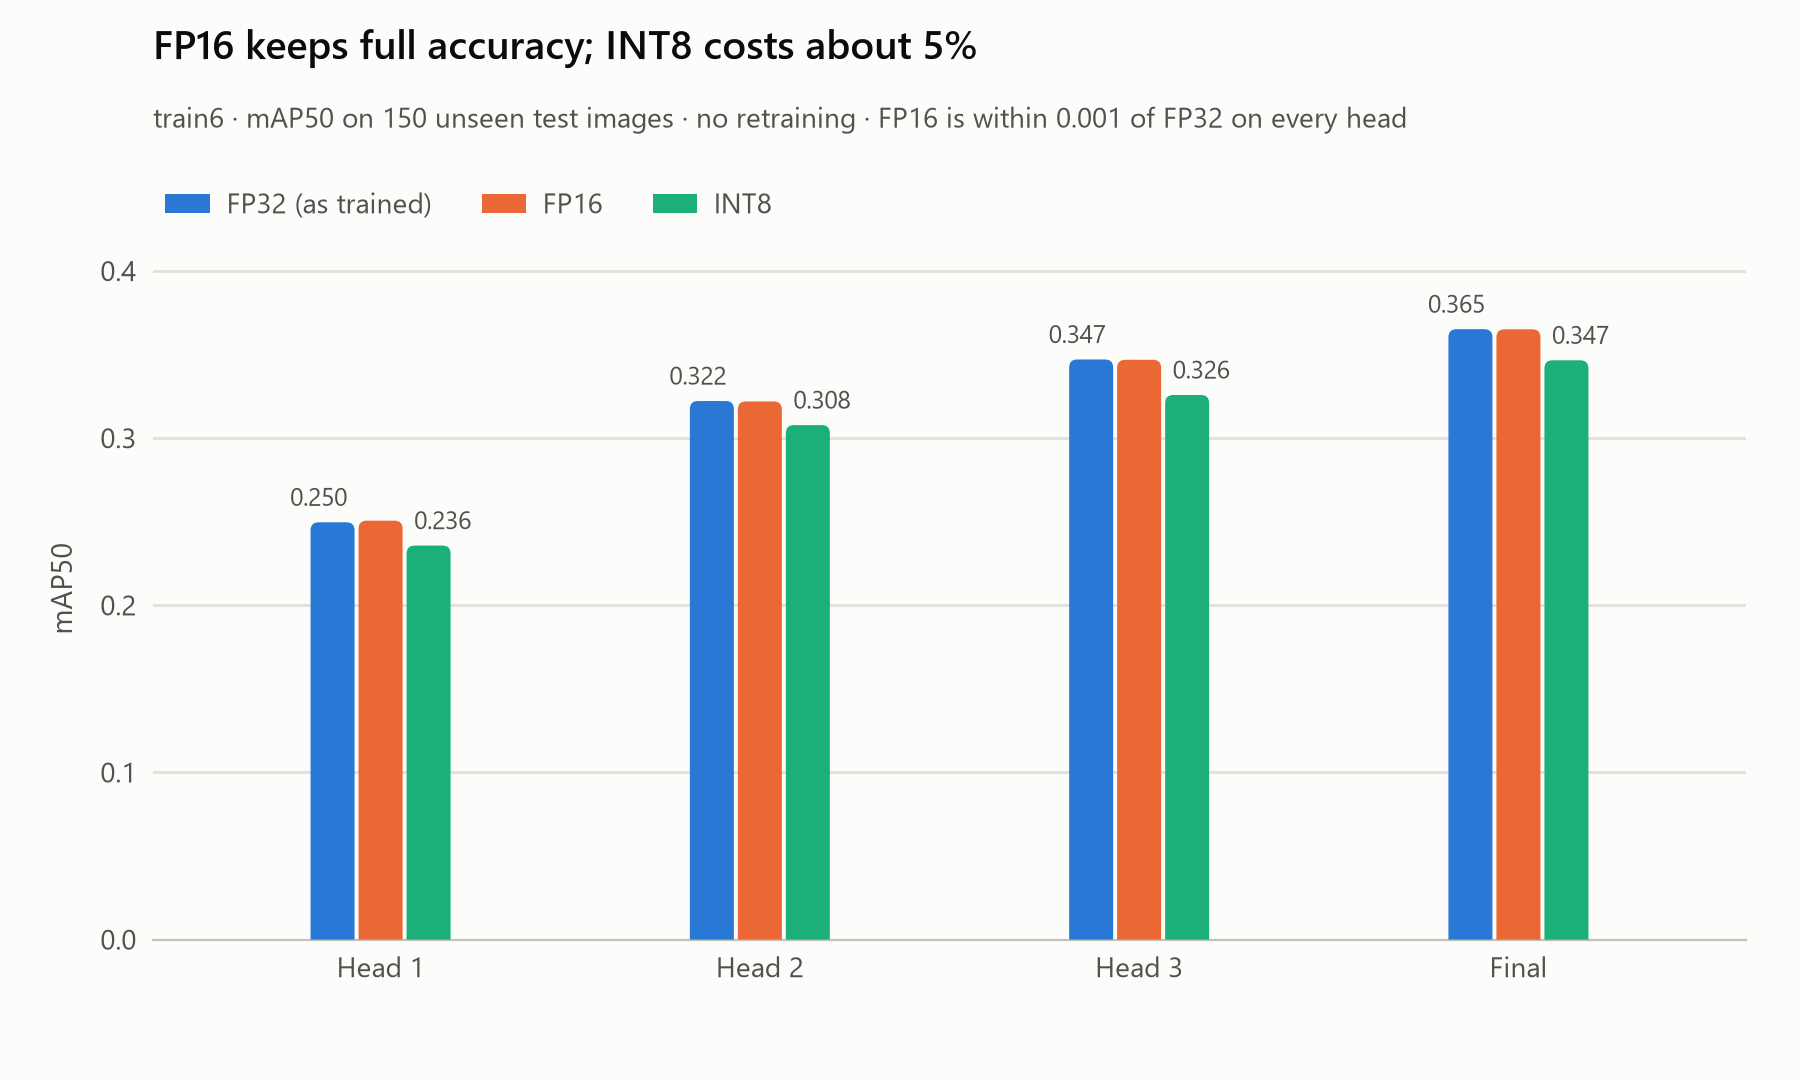 FP16 keeps full accuracy; INT8 costs about 5%
train6 · mAP50 on 150 unseen test images · no retraining · FP16 is within 0.001 of FP32 on every head
FP32 (as trained) FP16 INT8
0.4
0.365
0.347
0.347
0.326
0.322
0.308
0.3
0.250
0.236
mAP50
0.2
0.1
0.0
Head 1 Head 2 Head 3 Final